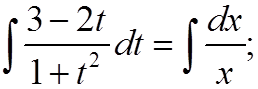 ∫ (3 − 2t)/(1 + t²) dt = ∫ dx/x;